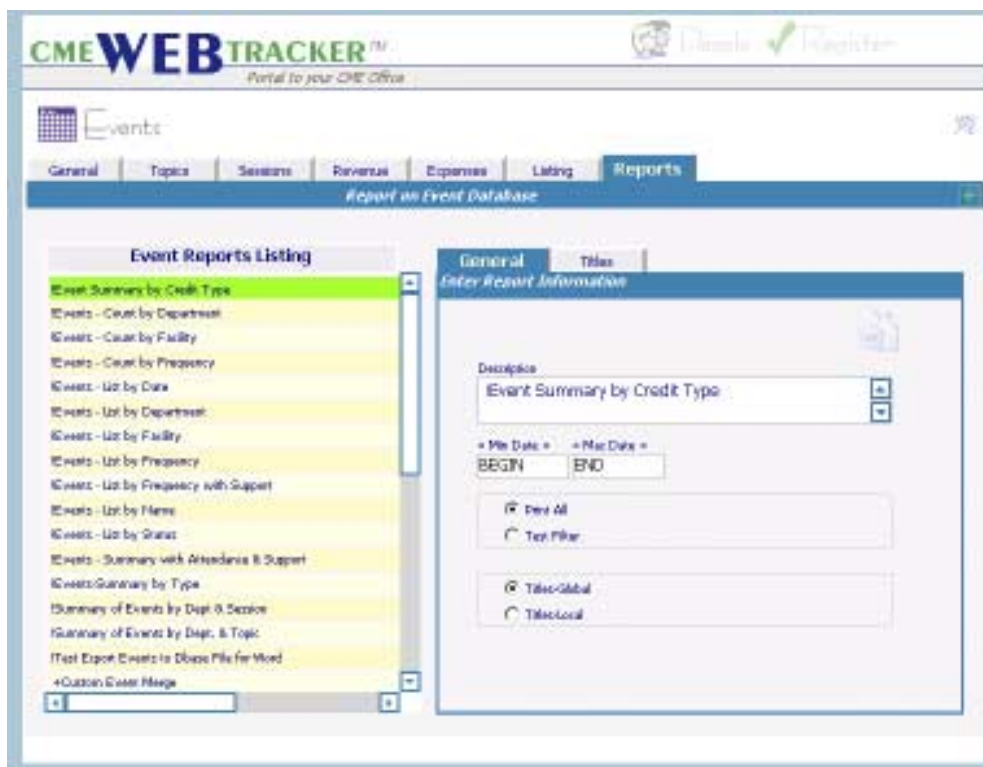 CME WEB TRACKER TM
Portal to your CME Office
Register
Events
General Topics Sessions Revenue Expenses Listing Reports
Report on Event Database
Event Reports Listing
!Event Summary by Credit Type
!Events - Count by Department
!Events - Count by Facility
!Events - Count by Frequency
!Events - List by Date
!Events - List by Department
!Events - List by Facility
!Events - List by Frequency
!Events - List by Frequency with Support
!Events - List by Name
!Events - List by Status
!Events - Summary with Attendance & Support
!Events-Summary by Type
!Summary of Events by Dept & Session
!Summary of Events by Dept. & Topic
!Test Export Events to Dbase File for Word
+Custom Event Merge
General Titles
Enter Report Information
Description
!Event Summary by Credit Type
< Min Date > < Max Date >
BEGIN END
Print All
Text Filter
Titles-Global
Titles-Local